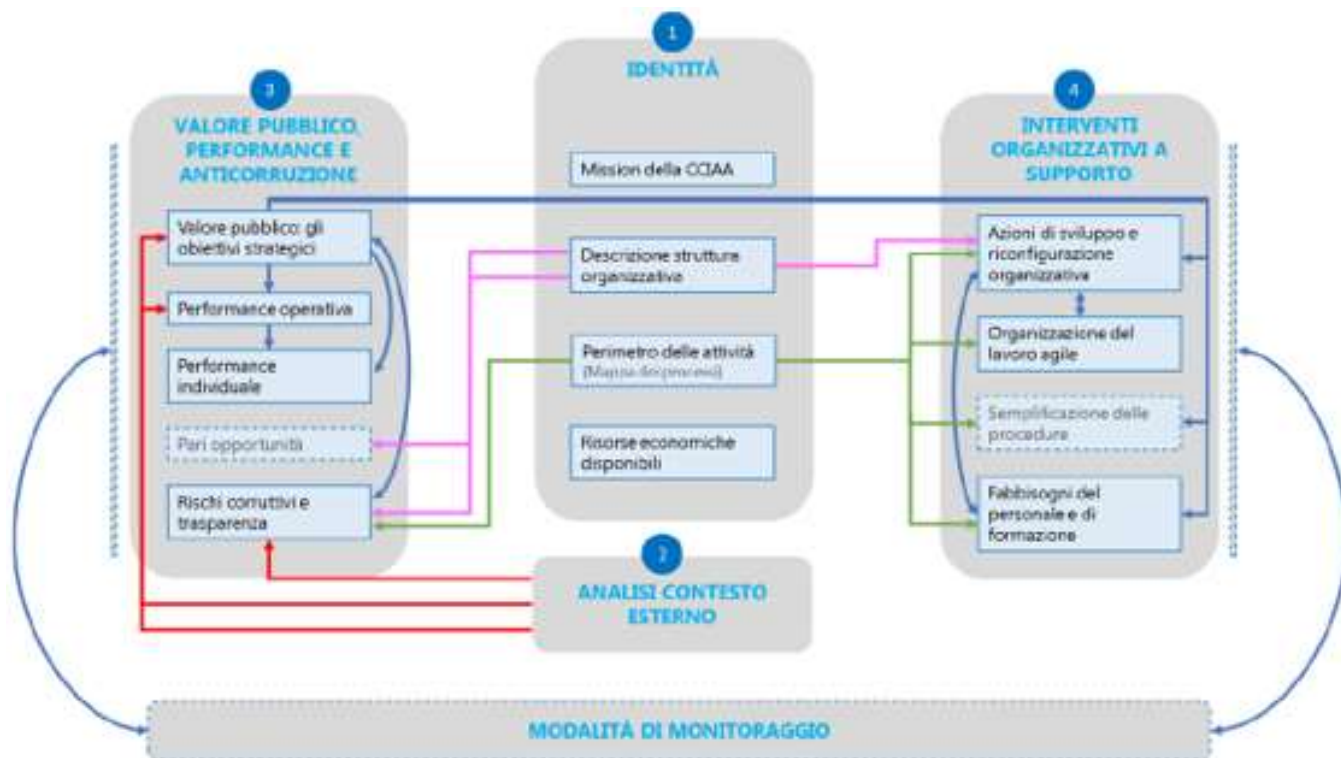 1
IDENTITÀ
Mission della CCIAA
Descrizione struttura
organizzativa
Perimetro delle attività
(Mappa dei processi)
Risorse economiche
disponibili
2
ANALISI CONTESTO
ESTERNO
3
VALORE PUBBLICO,
PERFORMANCE E
ANTICORRUZIONE
Valore pubblico: gli
obiettivi strategici
Performance operativa
Performance
individuale
Pari opportunità
Rischi corruttivi e
trasparenza
4
INTERVENTI
ORGANIZZATIVI A
SUPPORTO
Azioni di sviluppo e
riconfigurazione
organizzativa
Organizzazione del
lavoro agile
Semplificazione delle
procedure
Fabbisogni del
personale e di
formazione
MODALITÀ DI MONITORAGGIO